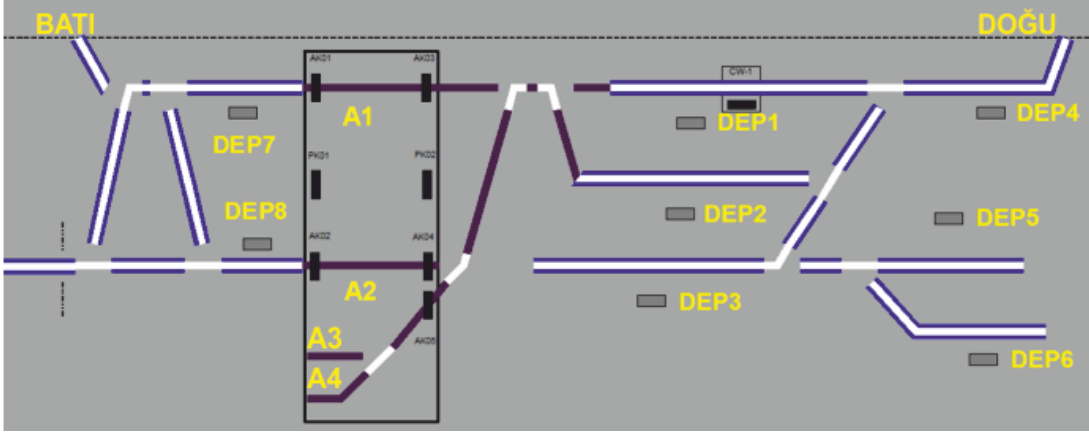 BATI
DOĞU
AK01
AK03
CW-1
A1
DEP7
DEP1
DEP4
PK01
PK02
DEP8
DEP2
DEP5
AK02
AK04
A2
DEP3
A3
AK05
A4
DEP6